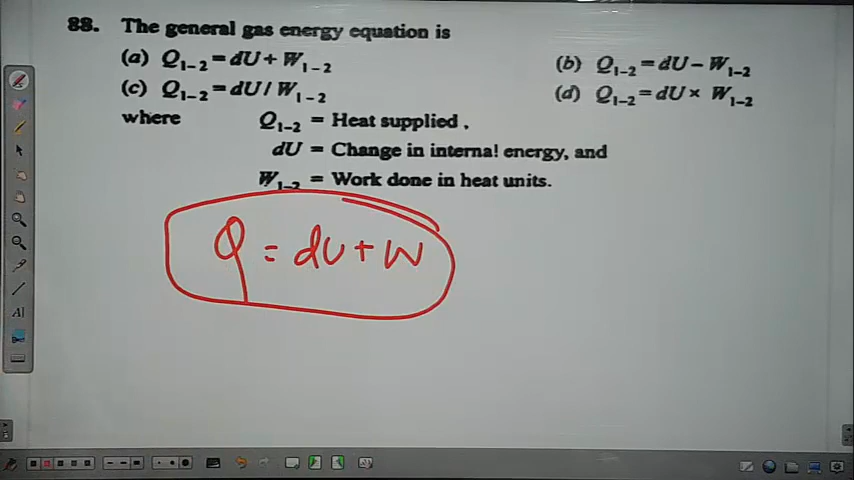 88. The general gas energy equation is
(a) Q1-2 = dU + W1-2 (b) Q1-2 = dU - W1-2
(c) Q1-2 = dU / W1-2 (d) Q1-2 = dU × W1-2
where Q1-2 = Heat supplied,
dU = Change in internal energy, and
W1-2 = Work done in heat units.
Q = dU + W